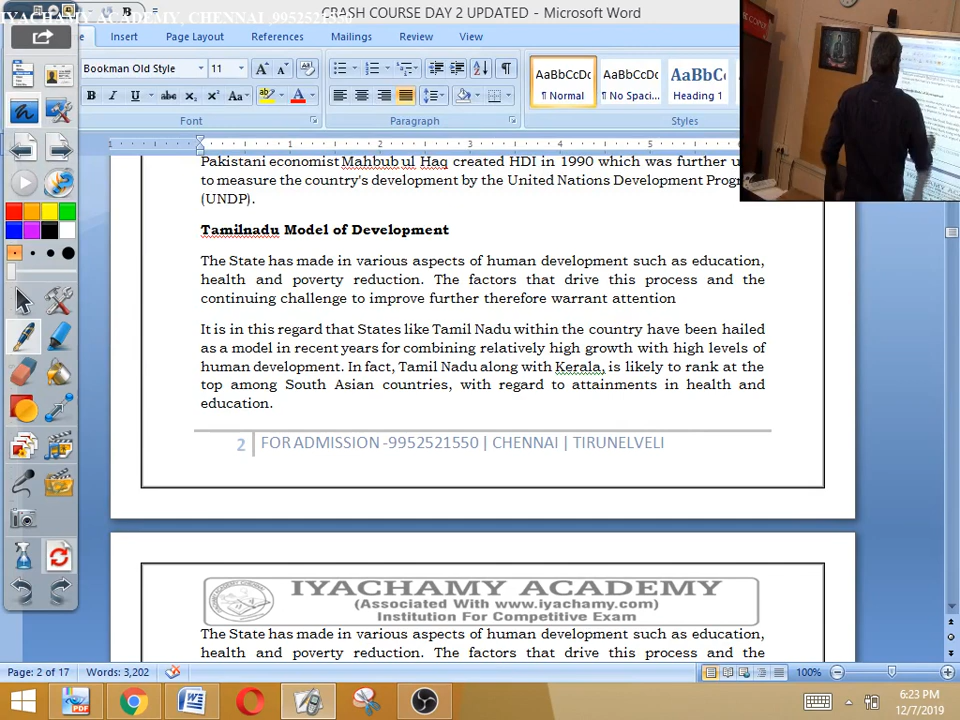 IYACHAMY ACADEMY, CHENNAI ,9952521550
CRASH COURSE DAY 2 UPDATED - Microsoft Word
Insert Page Layout References Mailings Review View
Bookman Old Style 11
AaBbCcDc AaBbCcDc AaBbCc
¶ Normal ¶ No Spaci... Heading 1
Font Paragraph Styles
Pakistani economist Mahbub ul Haq created HDI in 1990 which was further u
to measure the country's development by the United Nations Development Progr
(UNDP).
Tamilnadu Model of Development
The State has made in various aspects of human development such as education,
health and poverty reduction. The factors that drive this process and the
continuing challenge to improve further therefore warrant attention
It is in this regard that States like Tamil Nadu within the country have been hailed
as a model in recent years for combining relatively high growth with high levels of
human development. In fact, Tamil Nadu along with Kerala, is likely to rank at the
top among South Asian countries, with regard to attainments in health and
education.
2 FOR ADMISSION -9952521550 | CHENNAI | TIRUNELVELI
IYACHAMY ACADEMY
(Associated With www.iyachamy.com)
Institution For Competitive Exam
The State has made in various aspects of human development such as education,
health and poverty reduction. The factors that drive this process and the
Page: 2 of 17 Words: 3,202 100%
6:23 PM
12/7/2019